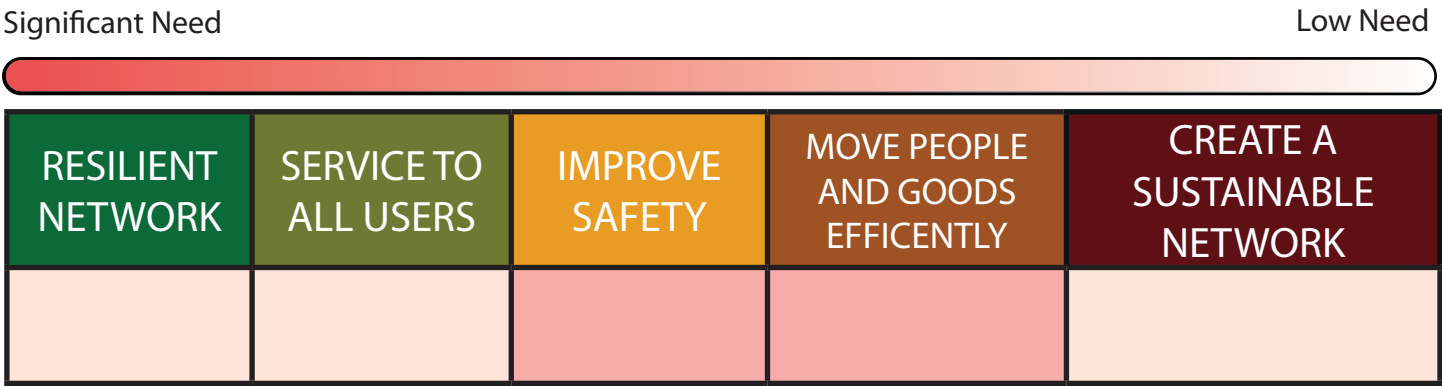 Significant Need
Low Need
RESILIENT
NETWORK
SERVICE TO
ALL USERS
IMPROVE
SAFETY
MOVE PEOPLE
AND GOODS
EFFICENTLY
CREATE A
SUSTAINABLE
NETWORK